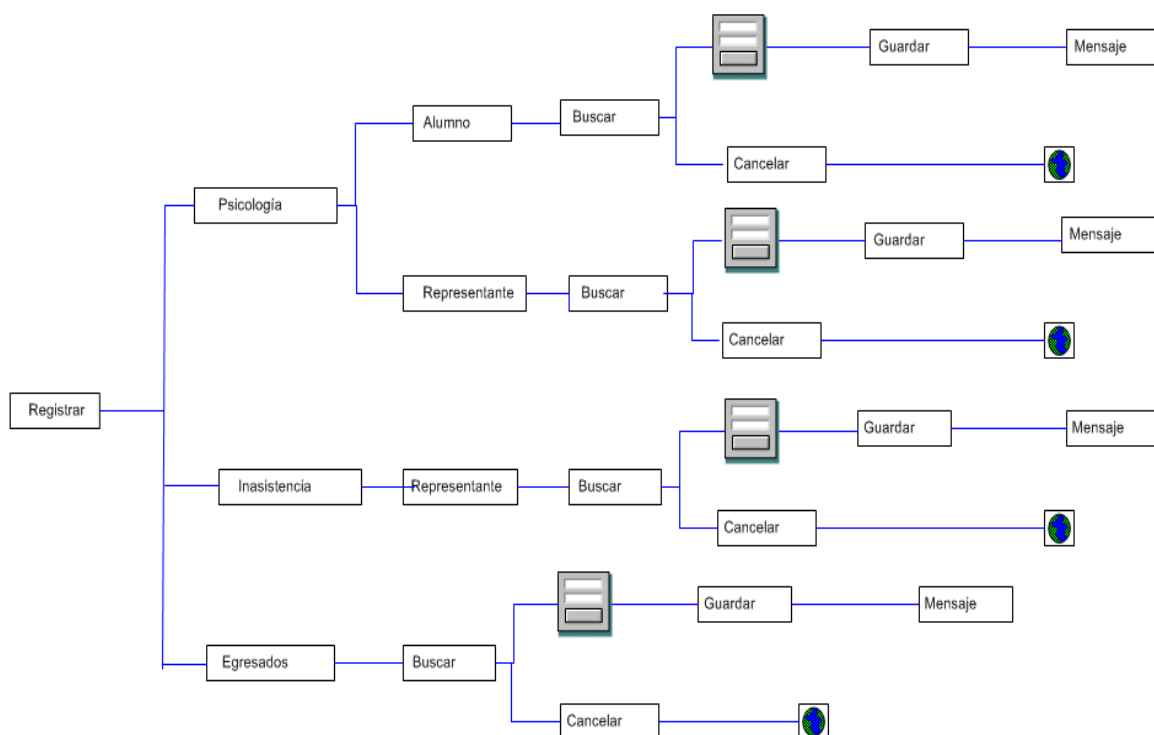 Guardar
Mensaje
Alumno
Buscar
Cancelar
Psicología
Guardar
Mensaje
Representante
Buscar
Cancelar
Registrar
Guardar
Mensaje
Inasistencia
Representante
Buscar
Cancelar
Guardar
Mensaje
Egresados
Buscar
Cancelar